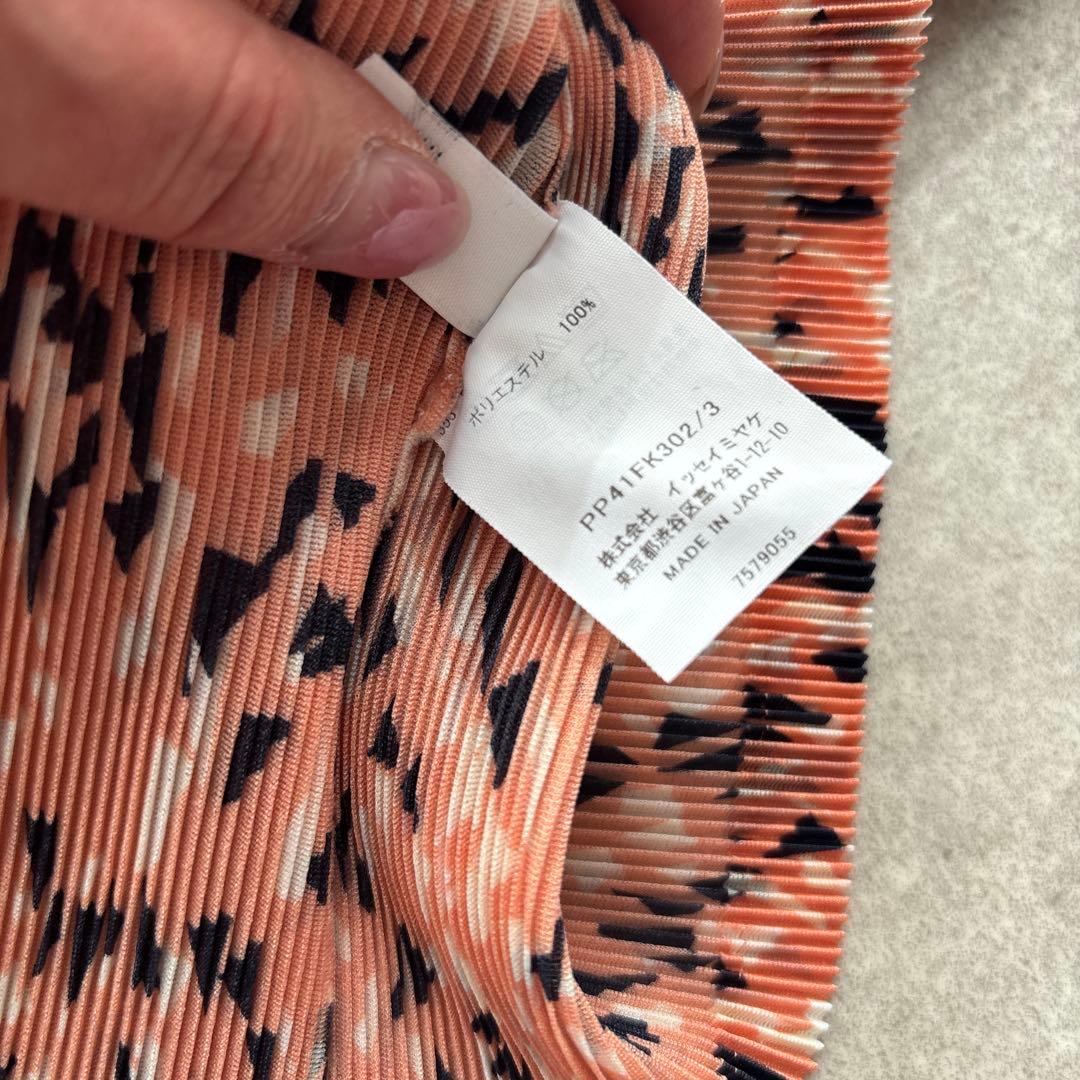 ポリエステル 100%
PP41FK302/3
株式会社 イッセイミヤケ
東京都渋谷区富ヶ谷1-12-10
MADE IN JAPAN
7579055